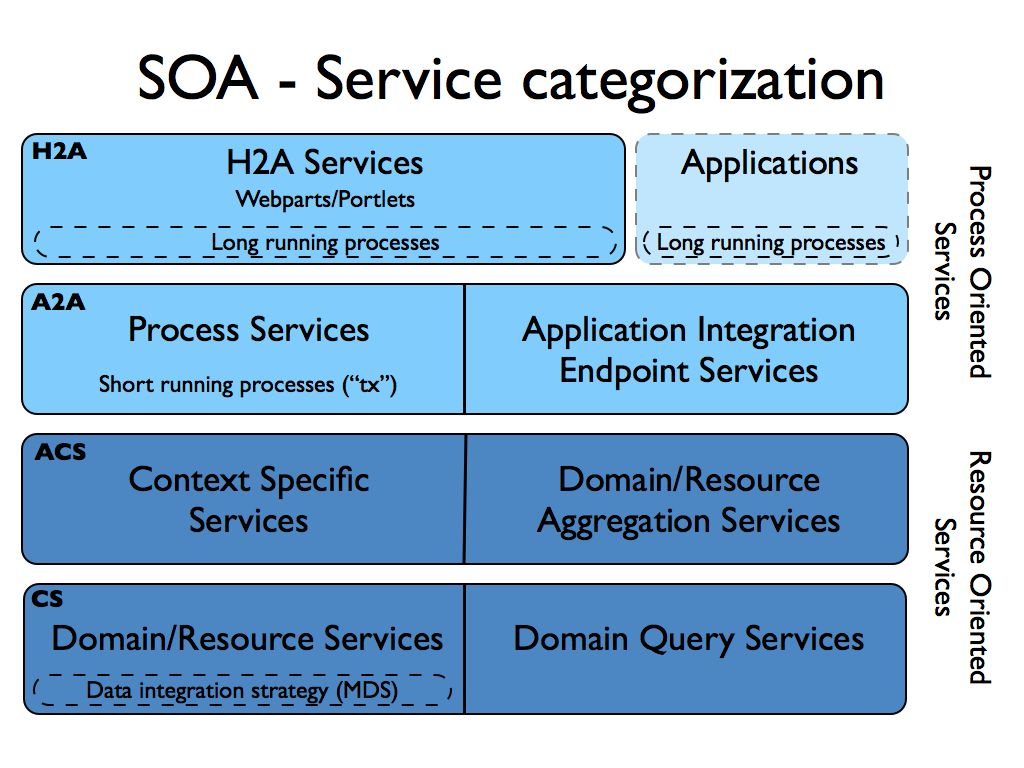 SOA - Service categorization
H2A
H2A Services
Webparts/Portlets
Long running processes
Applications
Long running processes
Process Oriented
Services
A2A
Process Services
Short running processes (“tx”)
Application Integration
Endpoint Services
ACS
Context Specific
Services
Domain/Resource
Aggregation Services
Resource Oriented
Services
CS
Domain/Resource Services
Data integration strategy (MDS)
Domain Query Services